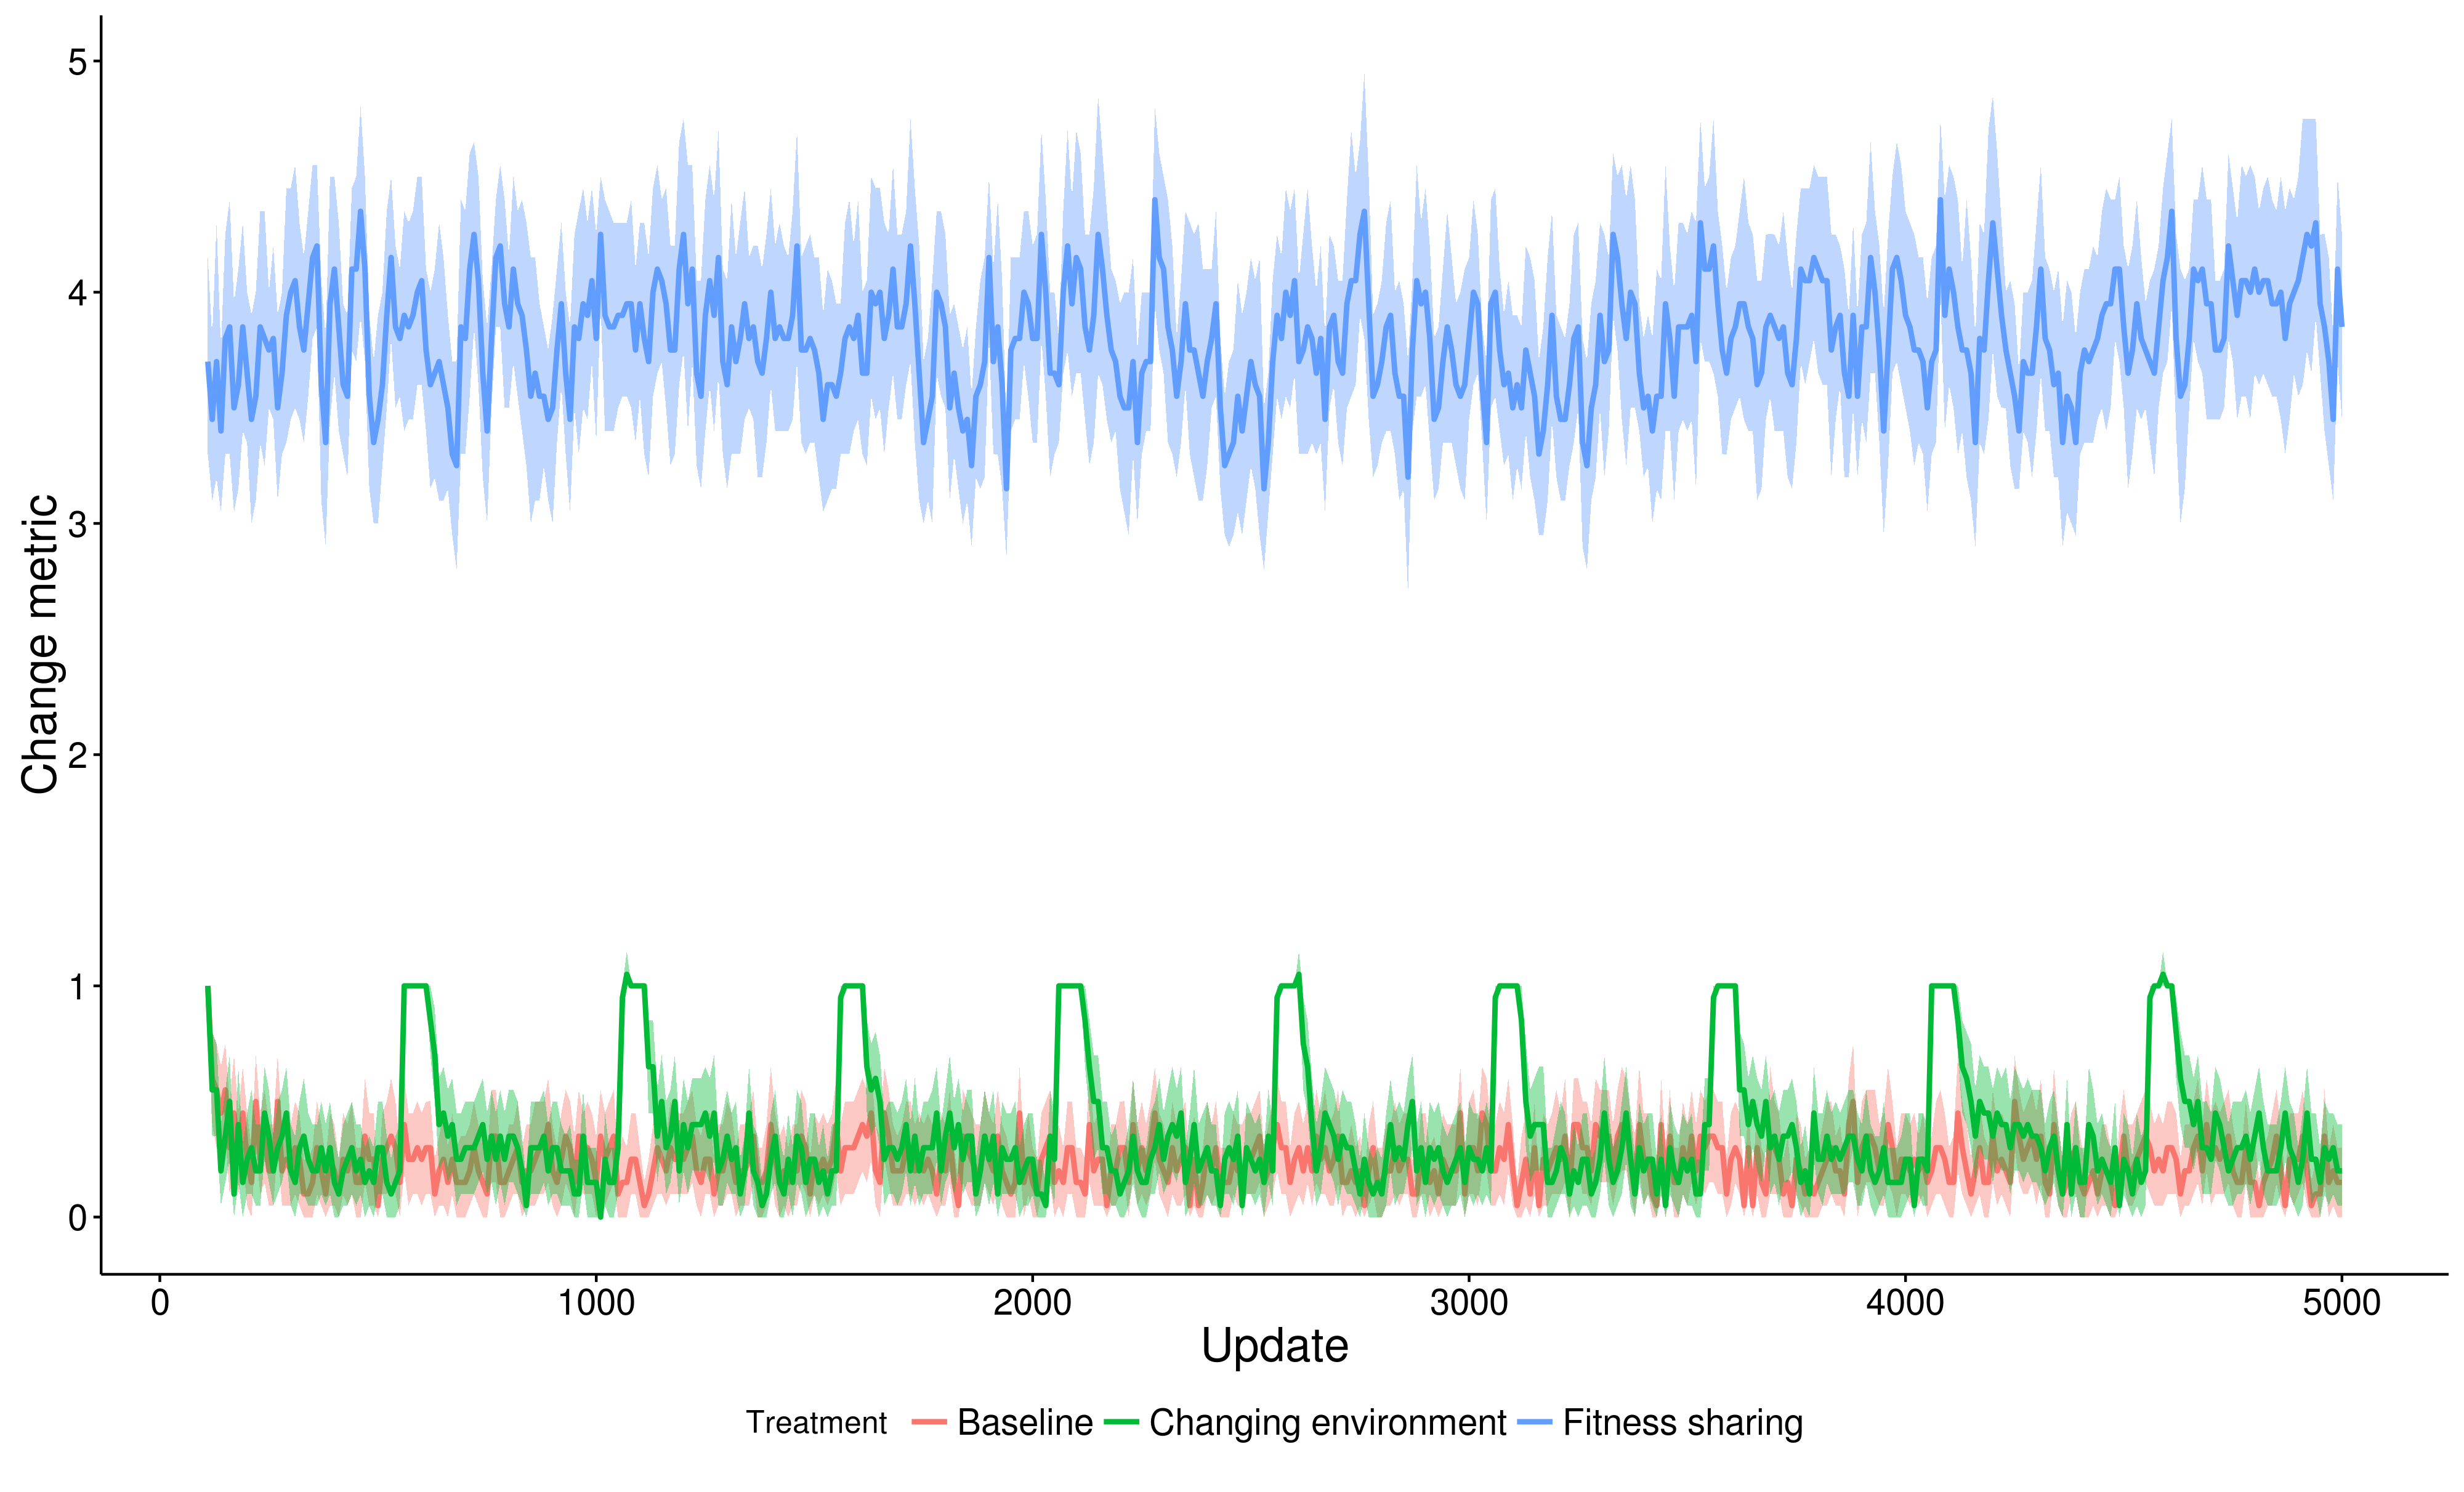 5
4
3
2
1
0
Change metric
0 1000 2000 3000 4000 5000
Update
Treatment Baseline Changing environment Fitness sharing